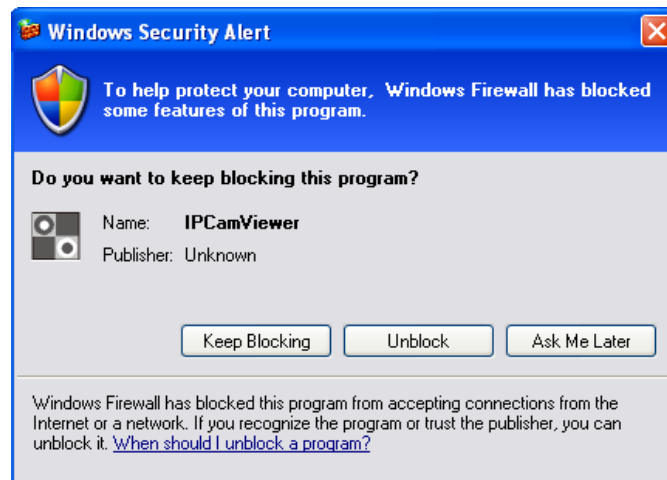 Windows Security Alert
To help protect your computer, Windows Firewall has blocked
some features of this program.
Do you want to keep blocking this program?
Name: IPCamViewer
Publisher: Unknown
Keep Blocking Unblock Ask Me Later
Windows Firewall has blocked this program from accepting connections from the
Internet or a network. If you recognize the program or trust the publisher, you can
unblock it. When should I unblock a program?